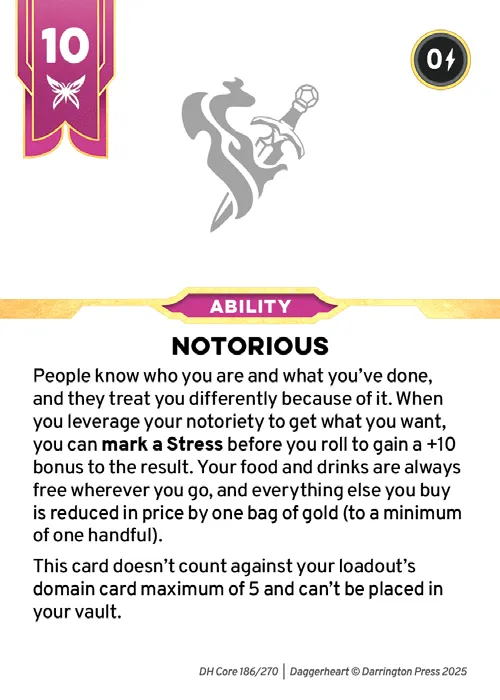 10
0
ABILITY
NOTORIOUS
People know who you are and what you’ve done,
and they treat you differently because of it. When
you leverage your notoriety to get what you want,
you can mark a Stress before you roll to gain a +10
bonus to the result. Your food and drinks are always
free wherever you go, and everything else you buy
is reduced in price by one bag of gold (to a minimum
of one handful).
This card doesn’t count against your loadout’s
domain card maximum of 5 and can’t be placed in
your vault.
DH Core 186/270 | Daggerheart © Darrington Press 2025